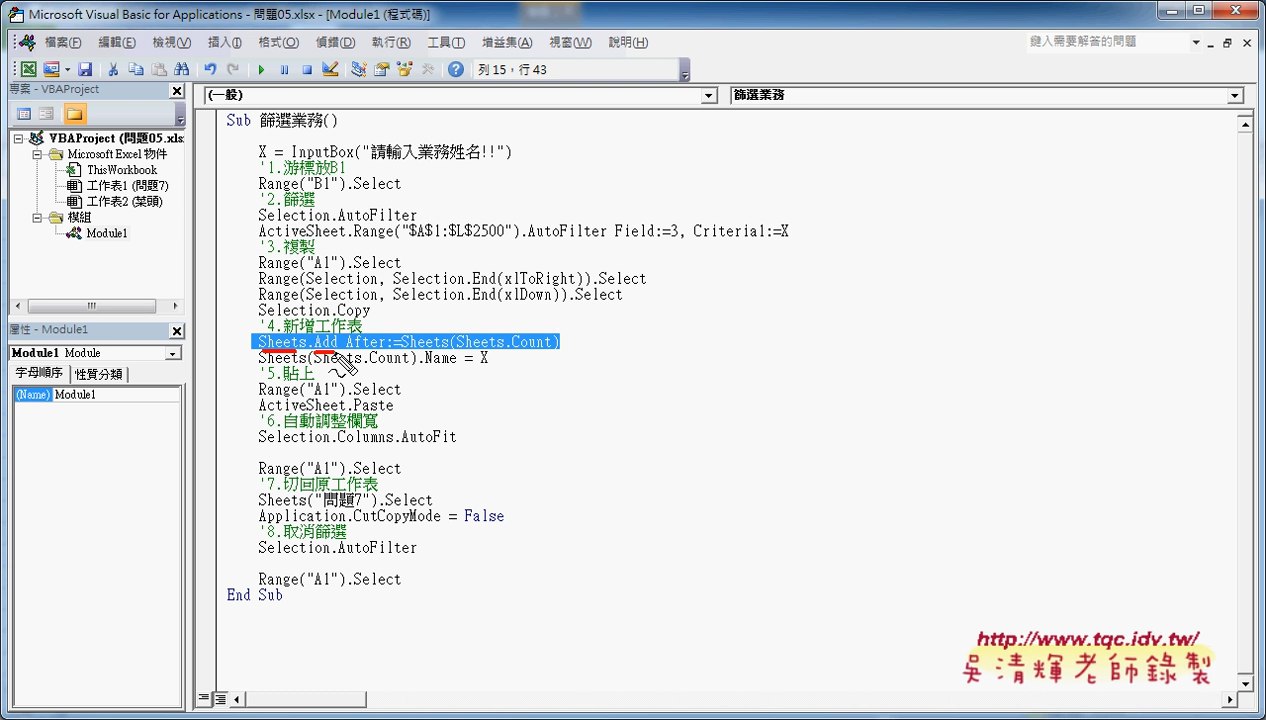 Microsoft Visual Basic for Applications - 問題05.xlsx - [Module1 (程式碼)]
檔案(F) 編輯(E) 檢視(V) 插入(I) 格式(O) 偵錯(D) 執行(R) 工具(T) 增益集(A) 視窗(W) 說明(H) 鍵入需要解答的問題
列 15，行 43
專案 - VBAProject
(一般) 篩選業務
VBAProject (問題05.xls
Microsoft Excel 物件
ThisWorkbook
工作表1 (問題7)
工作表2 (菜頭)
模組
Module1
屬性 - Module1
Module1 Module
字母順序 性質分類
(Name) Module1
Sub 篩選業務()
X = InputBox("請輸入業務姓名!!")
'1.游標放B1
Range("B1").Select
'2.篩選
Selection.AutoFilter
ActiveSheet.Range("$A$1:$L$2500").AutoFilter Field:=3, Criteria1:=X
'3.複製
Range("A1").Select
Range(Selection, Selection.End(xlToRight)).Select
Range(Selection, Selection.End(xlDown)).Select
Selection.Copy
'4.新增工作表
Sheets.Add After:=Sheets(Sheets.Count)
Sheets(Sheets.Count).Name = X
'5.貼上
Range("A1").Select
ActiveSheet.Paste
'6.自動調整欄寬
Selection.Columns.AutoFit
Range("A1").Select
'7.切回原工作表
Sheets("問題7").Select
Application.CutCopyMode = False
'8.取消篩選
Selection.AutoFilter
Range("A1").Select
End Sub
http://www.tqc.idv.tw/
吳清輝老師錄製